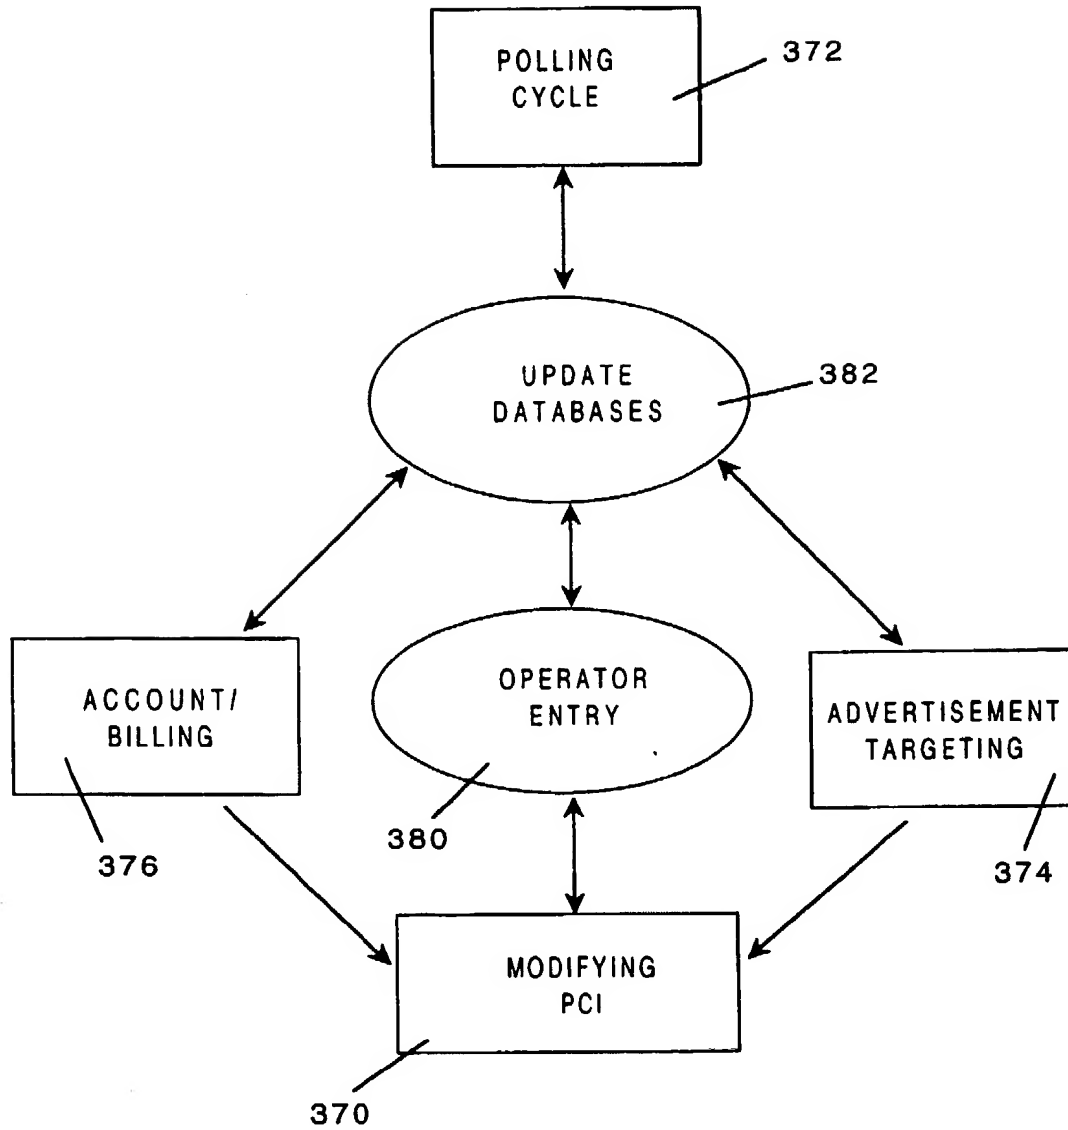 POLLING
CYCLE
372
UPDATE
DATABASES
382
ACCOUNT/
BILLING
376
OPERATOR
ENTRY
380
ADVERTISEMENT
TARGETING
374
MODIFYING
PCI
370